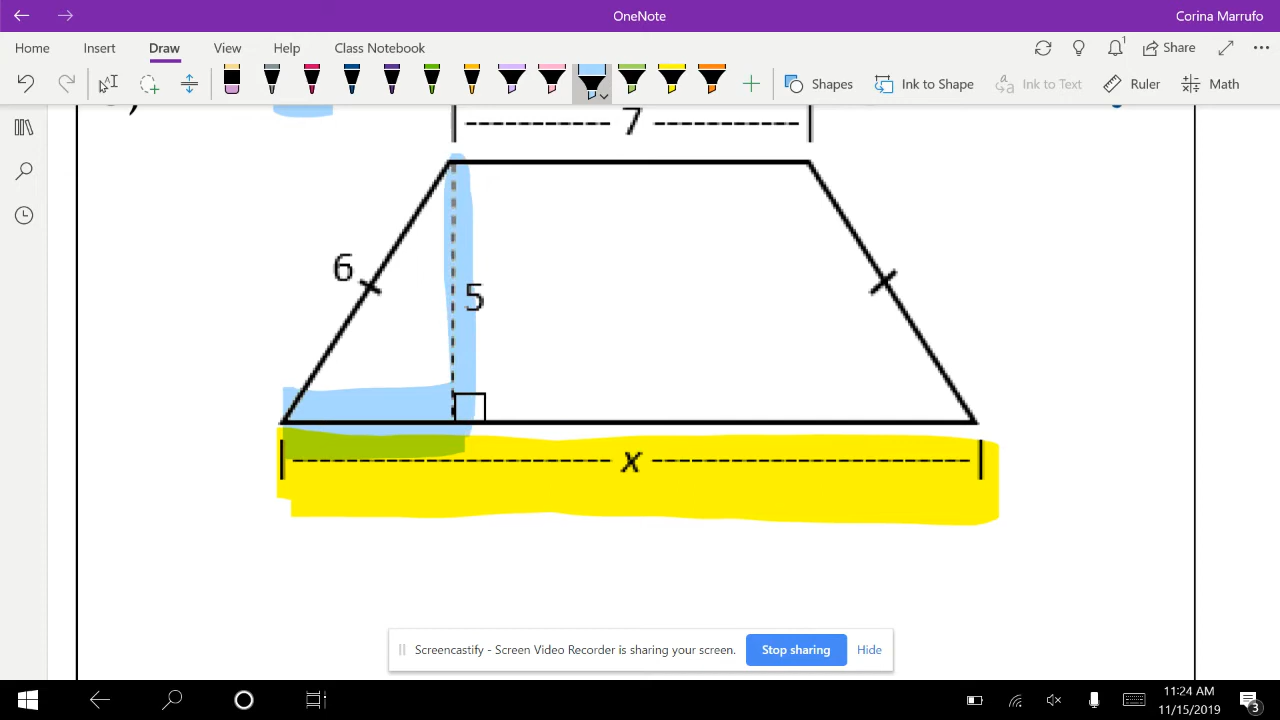 OneNote
Corina Marrufo
Home Insert Draw View Help Class Notebook
1 Share
Shapes Ink to Shape Ink to Text Ruler Math
7
6
5
x
Screencastify - Screen Video Recorder is sharing your screen. Stop sharing Hide
11:24 AM
11/15/2019
3